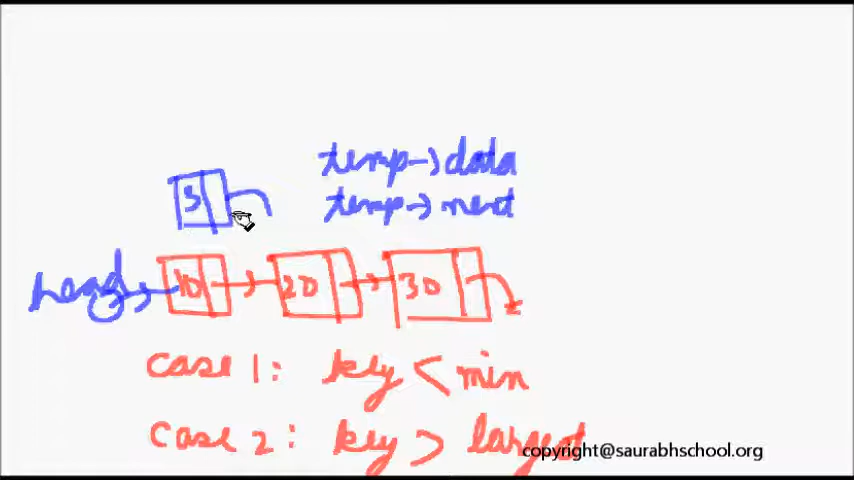 temp->data
5
temp->next
head
10 20 30
case 1: key < min
case 2: key > largest
copyright@saurabhschool.org